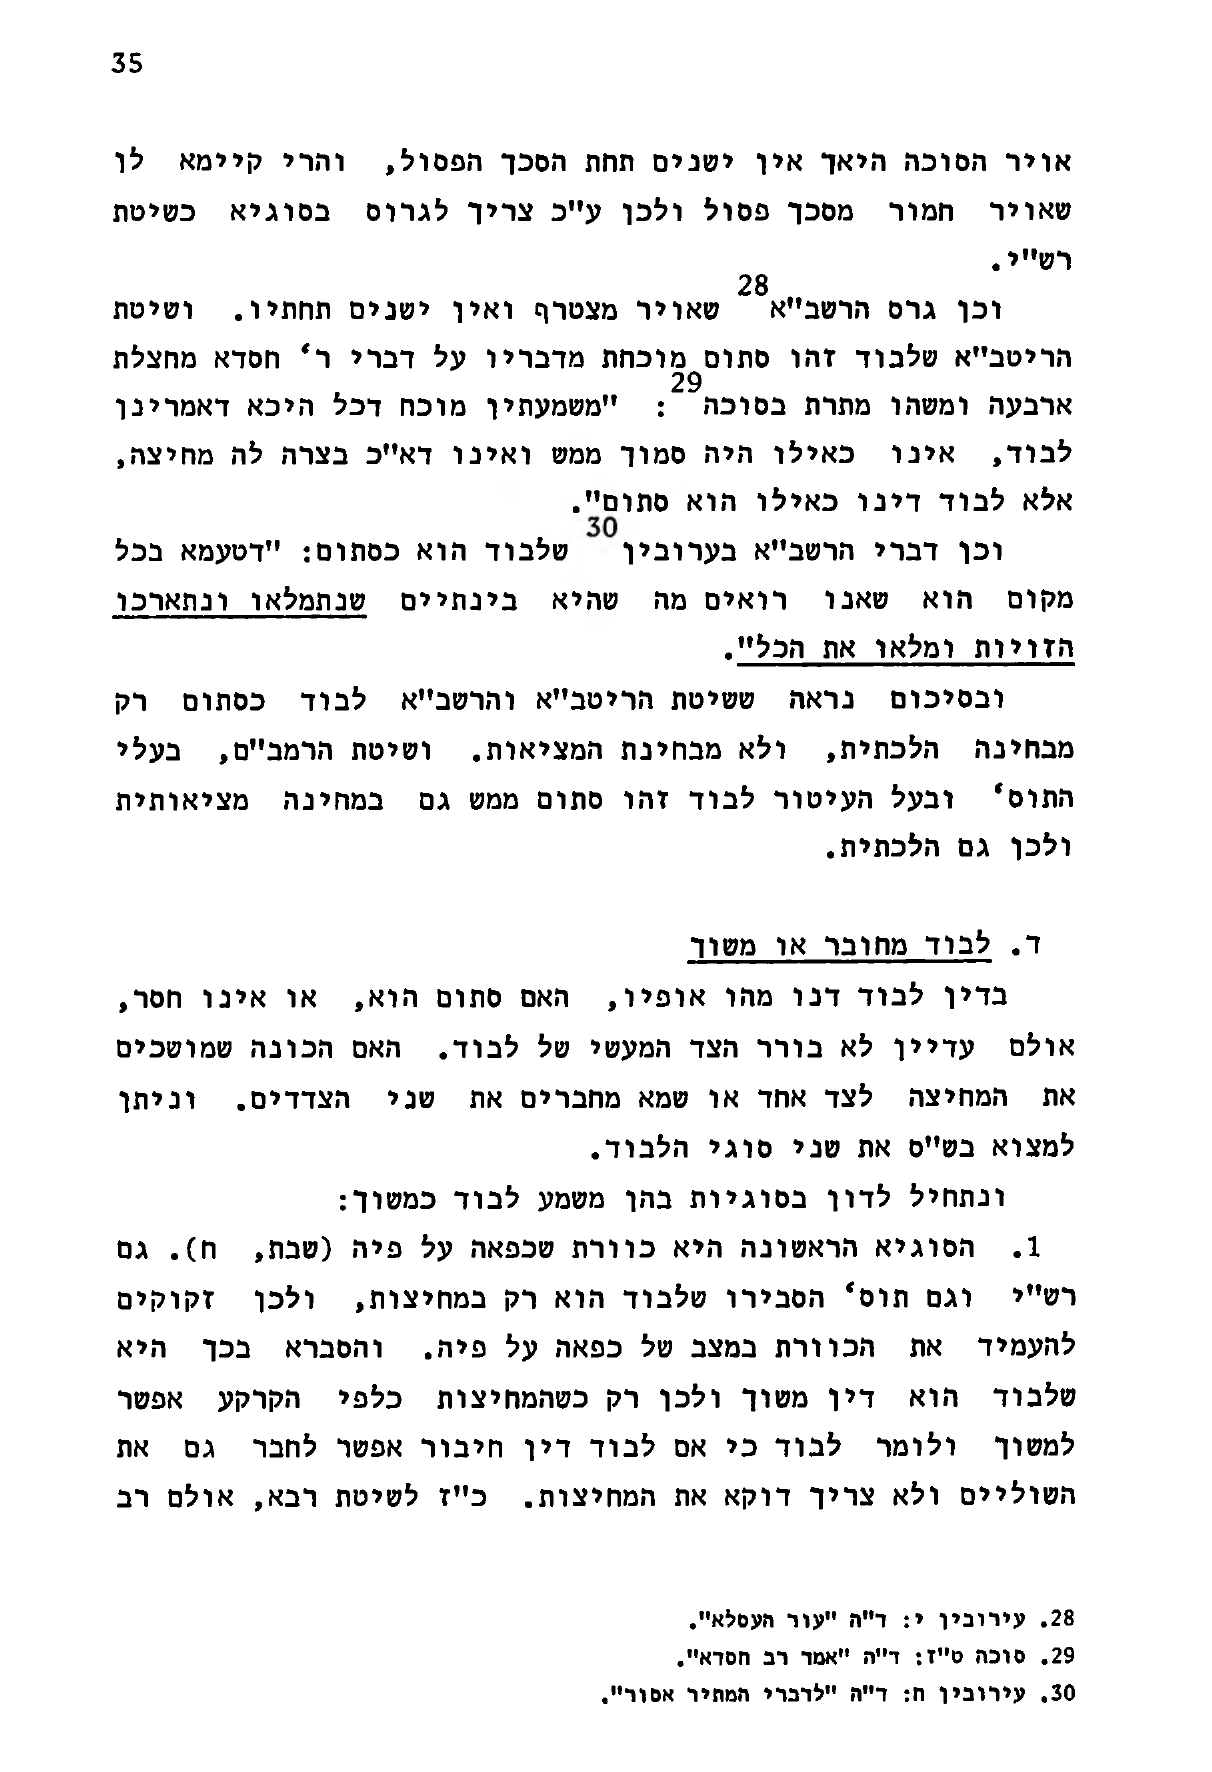 35
אויר הסוכה היאך אין ישנים תחת הסכך הפסול, והרי קיימא לן
שאויר חמור מסכך פסול ולכן ע"כ צריך לגרוס בסוגיא כשיטת
רש"י.
וכן גרס הרשב"א28 שאויר מצטרף ואין ישנים תחתיו. ושיטת
הריטב"א שלבוד זהו סתום מוכחת מדבריו על דברי ר' חסדא מחצלת
ארבעה ומשהו מתרת בסוכה29: "משמעתין מוכח דכל היכא דאמרינן
לבוד, אינו כאילו היה סמוך ממש ואינו דא"כ בצרה לה מחיצה,
אלא לבוד דינו כאילו הוא סתום".
וכן דברי הרשב"א בערובין30 שלבוד הוא כסתום: "דטעמא בכל
מקום הוא שאנו רואים מה שהיא בינתיים שנתמלאו ונתארכו
הזויות ומלאו את הכל".
ובסיכום נראה ששיטת הריטב"א והרשב"א לבוד כסתום רק
מבחינה הלכתית, ולא מבחינת המציאות. ושיטת הרמב"ם, בעלי
התוס' ובעל העיטור לבוד זהו סתום ממש גם במחינה מציאותית
ולכן גם הלכתית.
ד. לבוד מחובר או משוך
בדין לבוד דנו מהו אופיו, האם סתום הוא, או אינו חסר,
אולם עדיין לא בורר הצד המעשי של לבוד. האם הכונה שמושכים
את המחיצה לצד אחד או שמא מחברים את שני הצדדים. וניתן
למצוא בש"ס את שני סוגי הלבוד.
ונתחיל לדון בסוגיות בהן משמע לבוד כמשוך:
1. הסוגיא הראשונה היא כוורת שכפאה על פיה (שבת, ח). גם
רש"י וגם תוס' הסבירו שלבוד הוא רק במחיצות, ולכן זקוקים
להעמיד את הכוורת במצב של כפאה על פיה. והסברא בכך היא
שלבוד הוא דין משוך ולכן רק כשהמחיצות כלפי הקרקע אפשר
למשוך ולומר לבוד כי אם לבוד דין חיבור אפשר לחבר גם את
השוליים ולא צריך דוקא את המחיצות. כ"ז לשיטת רבא, אולם רב
28. עירובין י: ד"ה "עור העסלא".
29. סוכה ט"ז: ד"ה "אמר רב חסדא".
30. עירובין ח: ד"ה "לדברי המתיר אסור".